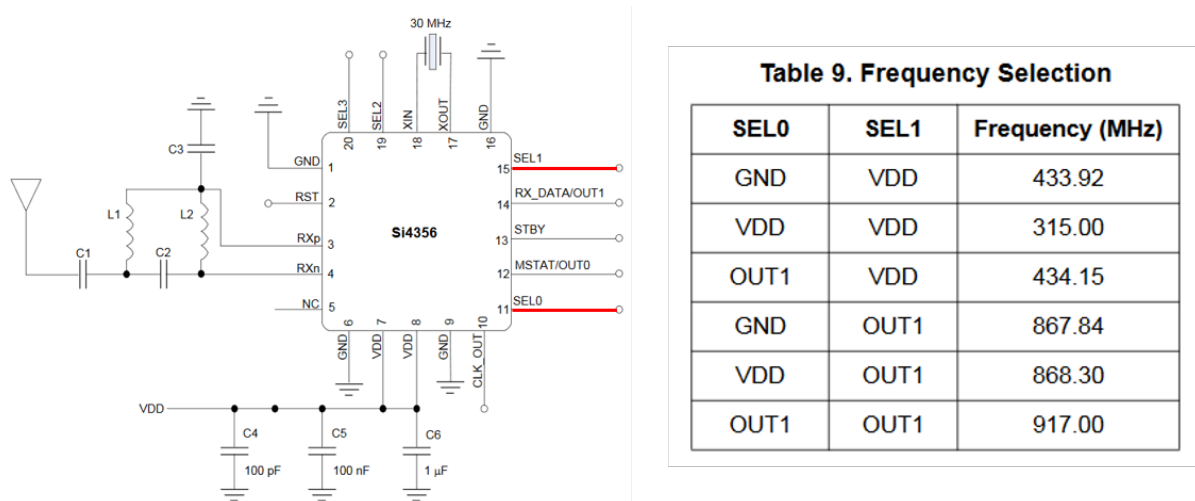 30 MHz
SEL3
SEL2
XIN
XOUT
GND
20
19
18
17
16
C3
GND
1
15
SEL1
RST
2
14
RX_DATA/OUT1
L1
L2
Si4356
RXp
3
13
STBY
C1
C2
RXn
4
12
MSTAT/OUT0
NC
5
11
SEL0
6
7
8
9
10
GND
VDD
VDD
GND
CLK_OUT
VDD
C4
C5
C6
100 pF
100 nF
1 µF
Table 9. Frequency Selection
SEL0 SEL1 Frequency (MHz)
GND VDD 433.92
VDD VDD 315.00
OUT1 VDD 434.15
GND OUT1 867.84
VDD OUT1 868.30
OUT1 OUT1 917.00